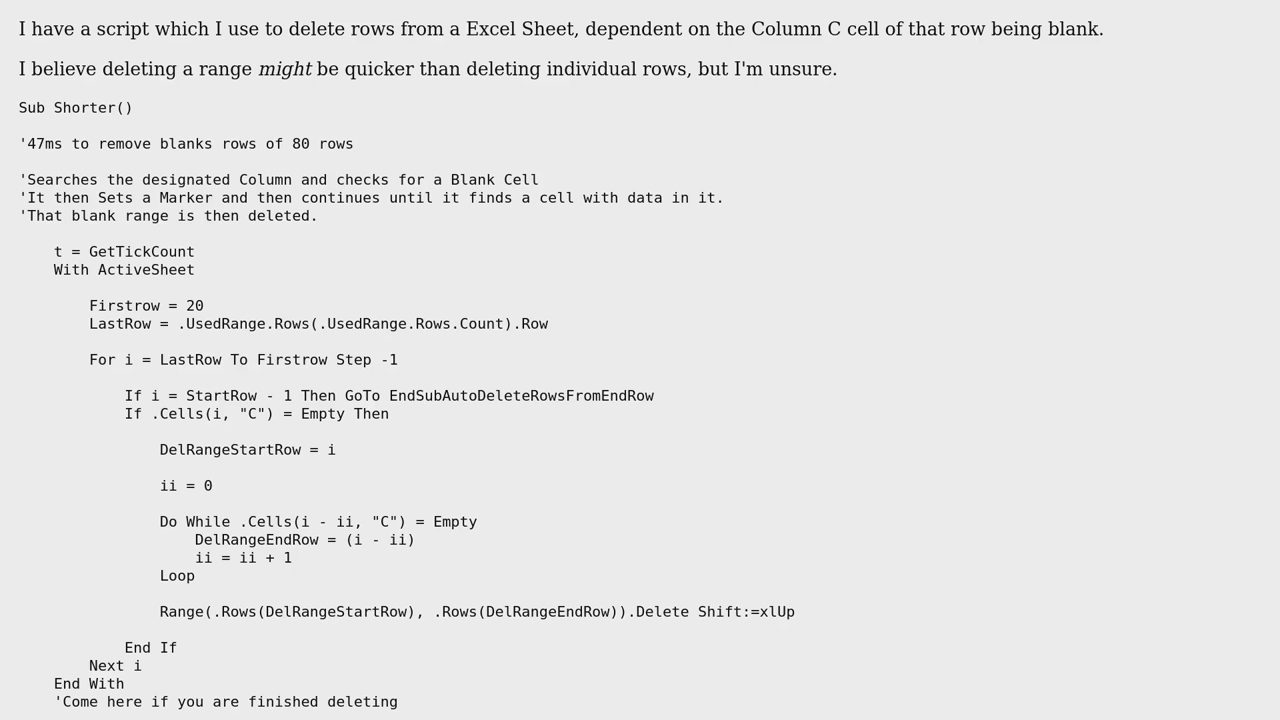 I have a script which I use to delete rows from a Excel Sheet, dependent on the Column C cell of that row being blank.
I believe deleting a range might be quicker than deleting individual rows, but I'm unsure.
Sub Shorter()
'47ms to remove blanks rows of 80 rows
'Searches the designated Column and checks for a Blank Cell
'It then Sets a Marker and then continues until it finds a cell with data in it.
'That blank range is then deleted.
    t = GetTickCount
    With ActiveSheet
        Firstrow = 20
        LastRow = .UsedRange.Rows(.UsedRange.Rows.Count).Row
        For i = LastRow To Firstrow Step -1
            If i = StartRow - 1 Then GoTo EndSubAutoDeleteRowsFromEndRow
            If .Cells(i, "C") = Empty Then
                DelRangeStartRow = i
                ii = 0
                Do While .Cells(i - ii, "C") = Empty
                    DelRangeEndRow = (i - ii)
                    ii = ii + 1
                Loop
                Range(.Rows(DelRangeStartRow), .Rows(DelRangeEndRow)).Delete Shift:=xlUp
            End If
        Next i
    End With
    'Come here if you are finished deleting